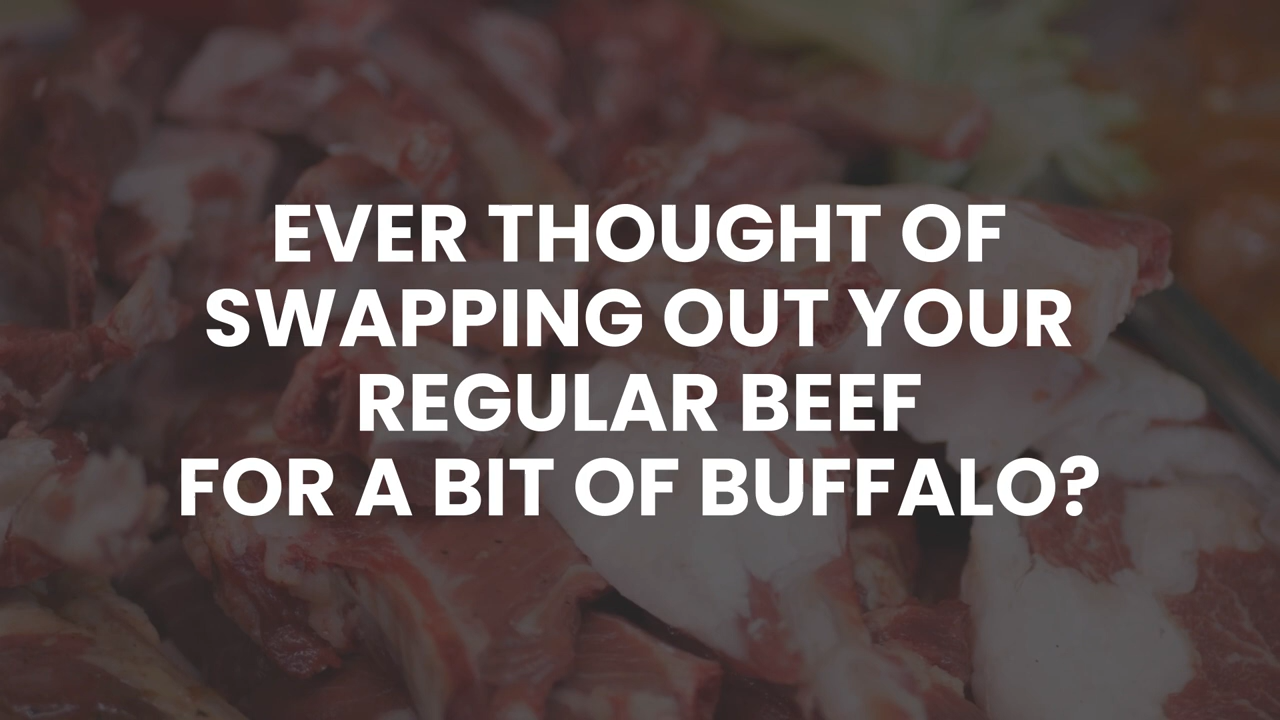 EVER THOUGHT OF
SWAPPING OUT YOUR
REGULAR BEEF
FOR A BIT OF BUFFALO?